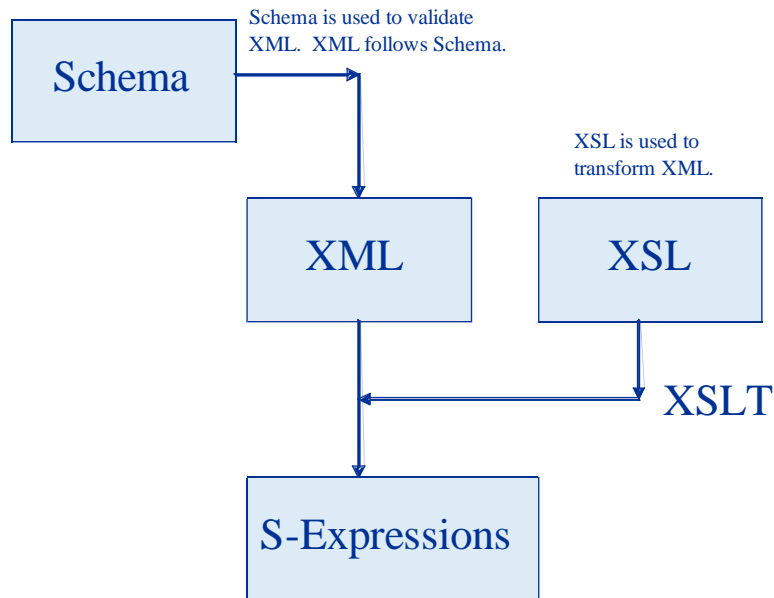 Schema is used to validate
XML. XML follows Schema.
Schema
XSL is used to
transform XML.
XML
XSL
XSLT
S-Expressions